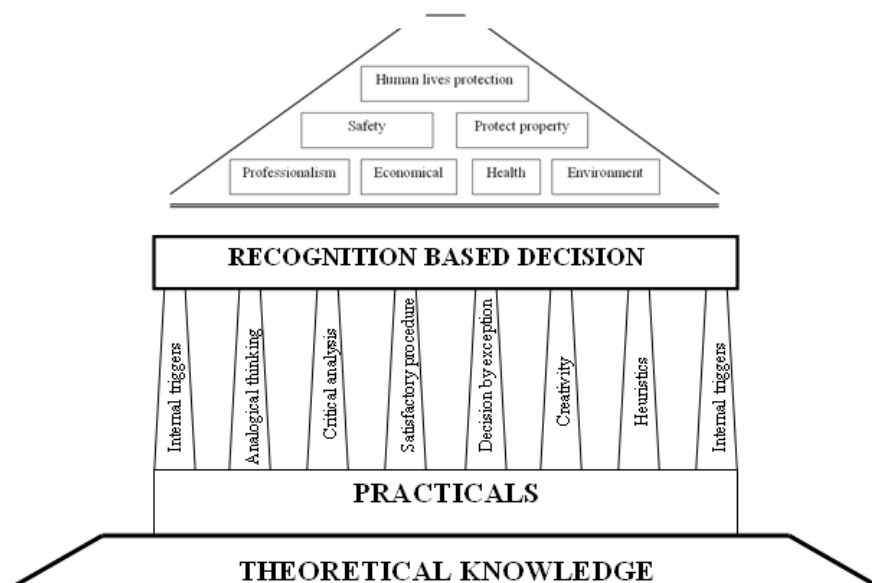 Human lives protection
Safety
Protect property
Professionalism
Economical
Health
Environment
RECOGNITION BASED DECISION
Internal triggers
Analogical thinking
Critical analysis
Satisfactory procedure
Decision by exception
Creativity
Heuristics
Internal triggers
PRACTICALS
THEORETICAL KNOWLEDGE